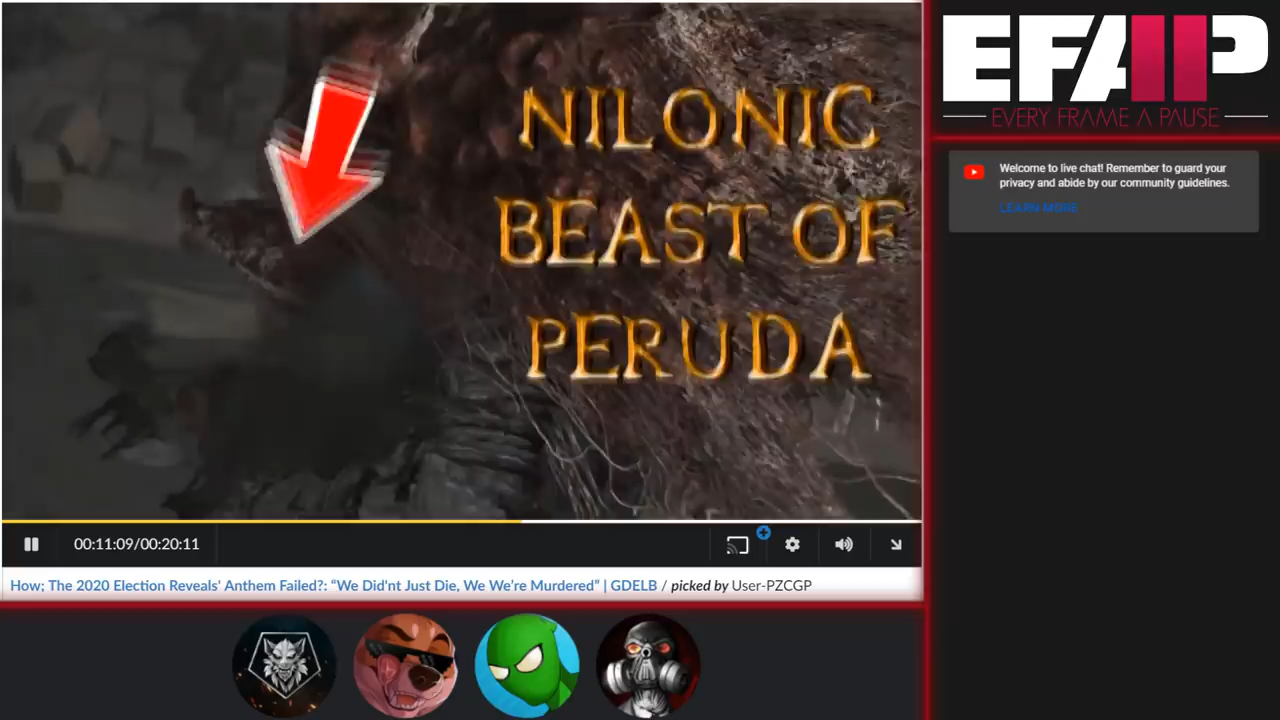 NILONIC
BEAST OF
PERUDA
EFAP
EVERY FRAME A PAUSE
Welcome to live chat! Remember to guard your
privacy and abide by our community guidelines.
LEARN MORE
00:11:09/00:20:11
How; The 2020 Election Reveals' Anthem Failed?: “We Did'nt Just Die, We We’re Murdered” | GDELB / picked by User-PZCGP